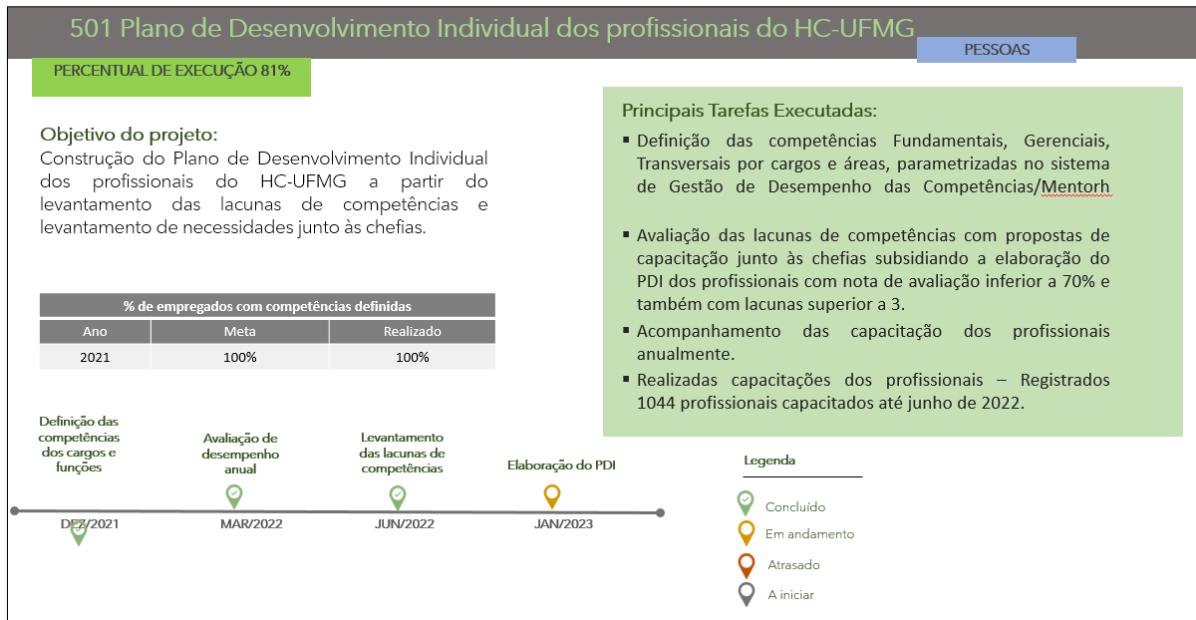 501 Plano de Desenvolvimento Individual dos profissionais do HC-UFMG
PESSOAS
PERCENTUAL DE EXECUÇÃO 81%
Objetivo do projeto:
Construção do Plano de Desenvolvimento Individual
dos profissionais do HC-UFMG a partir do
levantamento das lacunas de competências e
levantamento de necessidades junto às chefias.
% de empregados com competências definidas
Ano Meta Realizado
2021 100% 100%
Principais Tarefas Executadas:
▪ Definição das competências Fundamentais, Gerenciais,
Transversais por cargos e áreas, parametrizadas no sistema
de Gestão de Desempenho das Competências/Mentorh
▪ Avaliação das lacunas de competências com propostas de
capacitação junto às chefias subsidiando a elaboração do
PDI dos profissionais com nota de avaliação inferior a 70% e
também com lacunas superior a 3.
▪ Acompanhamento das capacitação dos profissionais
anualmente.
▪ Realizadas capacitações dos profissionais – Registrados
1044 profissionais capacitados até junho de 2022.
Definição das
competências
dos cargos e
funções
DEZ/2021
Avaliação de
desempenho
anual
MAR/2022
Levantamento
das lacunas de
competências
JUN/2022
Elaboração do PDI
JAN/2023
Legenda
Concluído
Em andamento
Atrasado
A iniciar